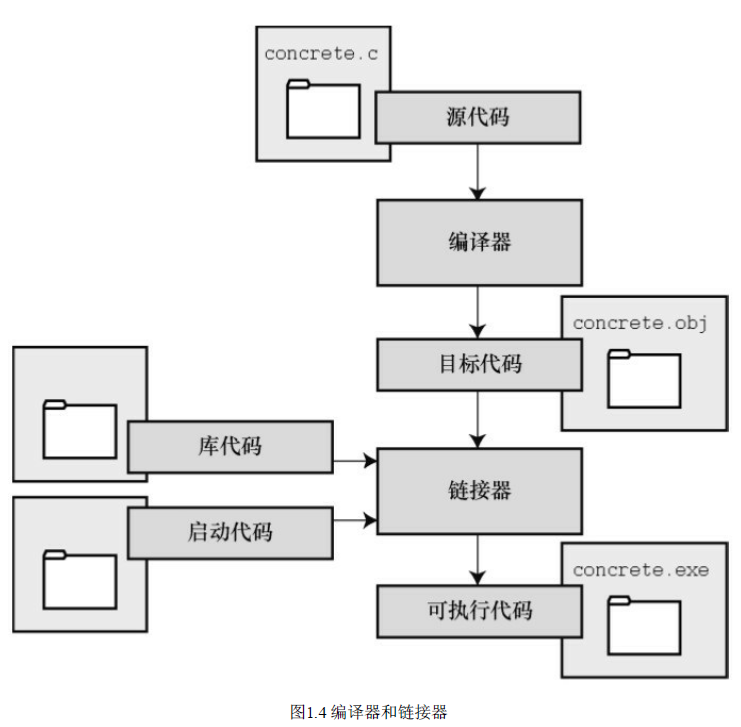 concrete.c
源代码
编译器
concrete.obj
目标代码
库代码
链接器
启动代码
concrete.exe
可执行代码
图1.4 编译器和链接器